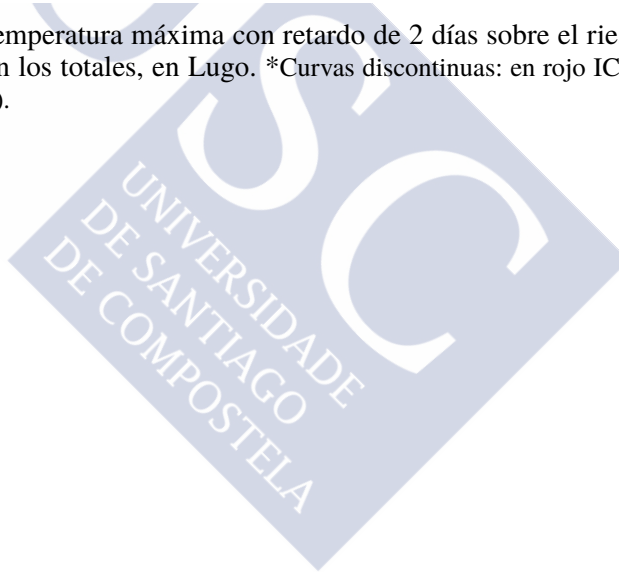 emperatura máxima con retardo de 2 días sobre el rie
n los totales, en Lugo. *Curvas discontinuas: en rojo IC
).
SC
UNIVERSIDADE
DE SANTIAGO
DE COMPOSTELA